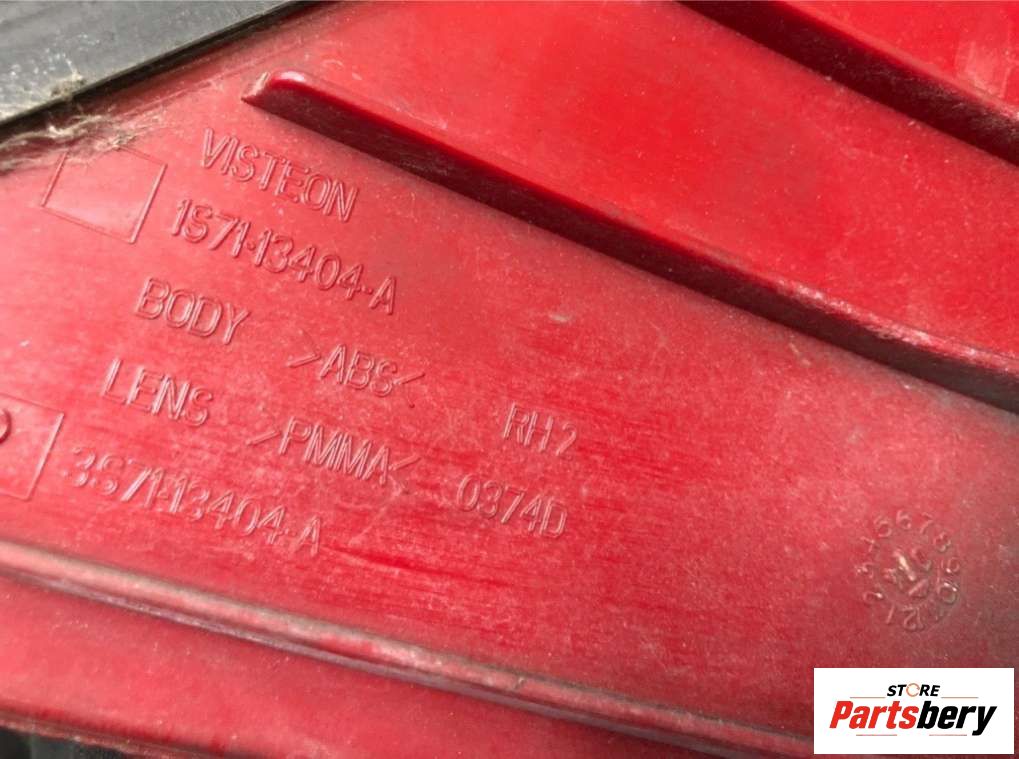 VISTEON
1S71-13404-A
BODY >ABS<
LENS >PMMA<
RH2
0374D
3S71-13404-A
STORE
Partsbery